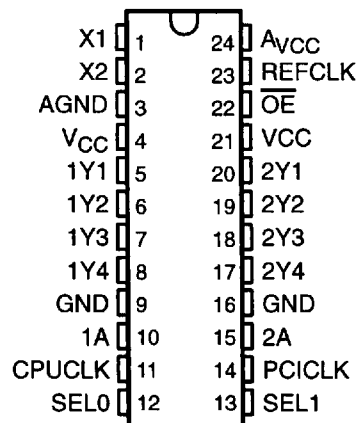 X1 1 24 AVCC
X2 2 23 REFCLK
AGND 3 22 OE
VCC 4 21 VCC
1Y1 5 20 2Y1
1Y2 6 19 2Y2
1Y3 7 18 2Y3
1Y4 8 17 2Y4
GND 9 16 GND
1A 10 15 2A
CPUCLK 11 14 PCICLK
SEL0 12 13 SEL1